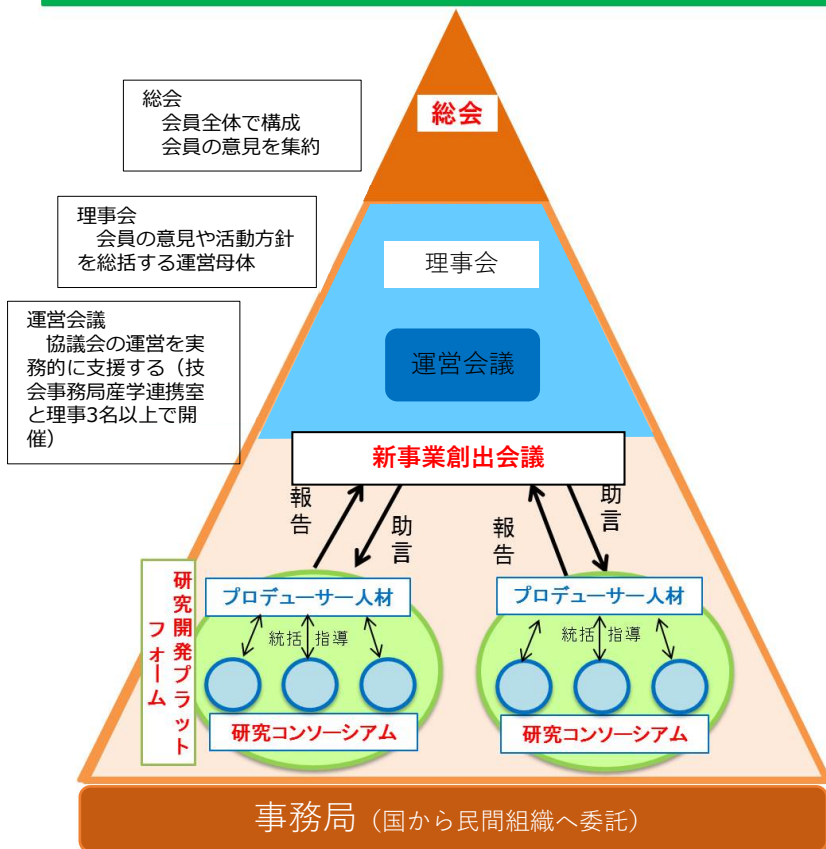 総会
総会
会員全体で構成
会員の意見を集約
理事会
会員の意見や活動方針
を総括する運営母体
理事会
運営会議
協議会の運営を実
務的に支援する（技
会事務局産学連携室
と理事3名以上で開
催）
運営会議
新事業創出会議
報告
助言
報告
助言
研究開発プラット
フォーム
プロデューサー人材
統括 指導
研究コンソーシアム
プロデューサー人材
統括 指導
研究コンソーシアム
事務局（国から民間組織へ委託）